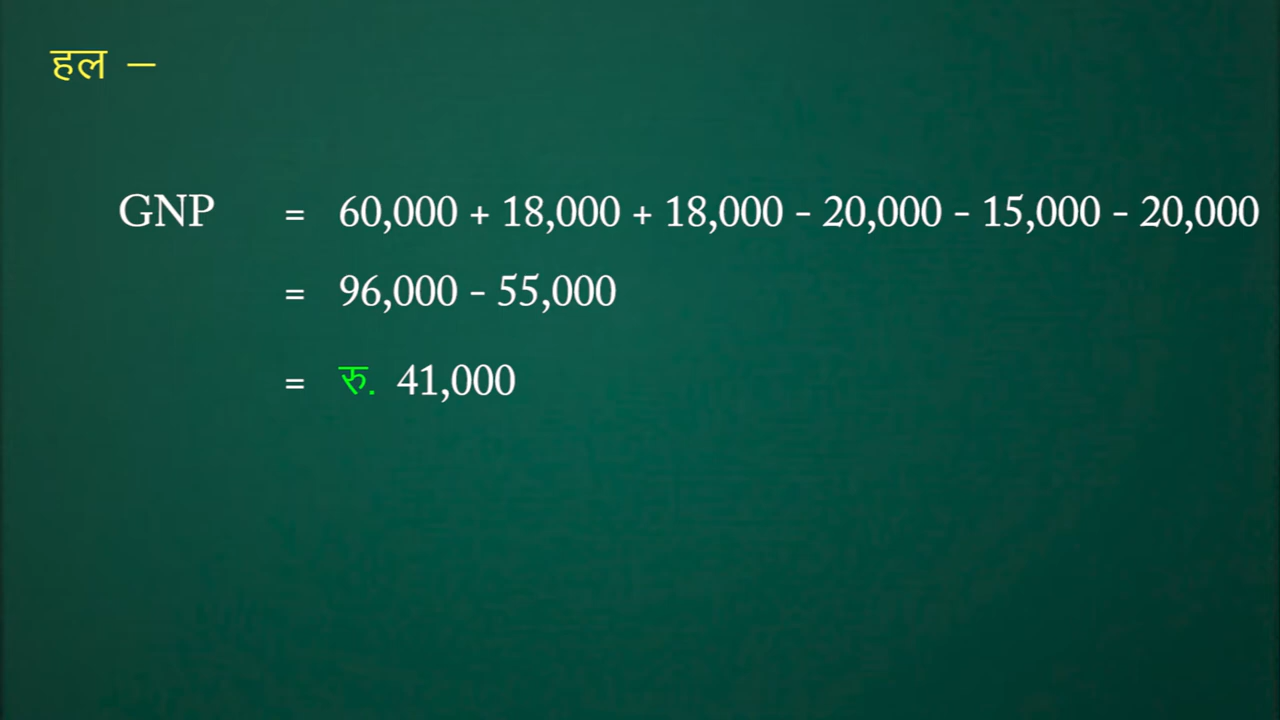 हल –
GNP = 60,000 + 18,000 + 18,000 - 20,000 - 15,000 - 20,000
= 96,000 - 55,000
= रु. 41,000